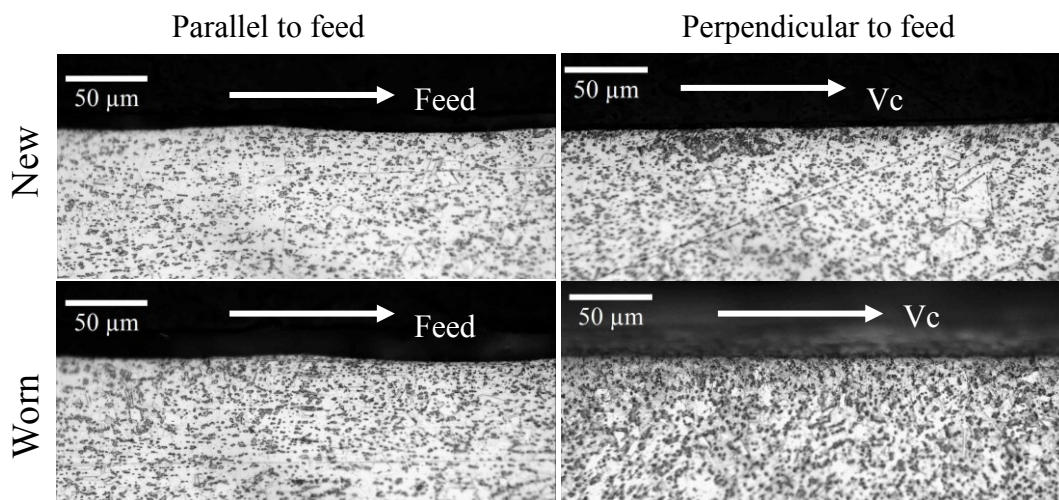 Parallel to feed
Perpendicular to feed
New
50 µm
Feed
50 µm
Vc
Worn
50 µm
Feed
50 µm
Vc